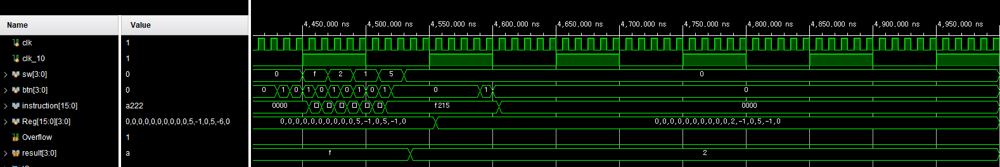 Name Value
4,450,000 ns 4,500,000 ns 4,550,000 ns 4,600,000 ns 4,650,000 ns 4,700,000 ns 4,750,000 ns 4,800,000 ns 4,850,000 ns 4,900,000 ns 4,950,000 ns
clk 1
clk_10 1
sw[3:0] 0 0 f 2 1 5 0
btn[3:0] 0 0 1 0 1 0 1 0 1 0 1 0 1 0
instruction[15:0] a222 0000 f215 0000
Reg[15:0][3:0] 0,0,0,0,0,0,0,0,0,0,5,-1,0,5,-6,0 0,0,0,0,0,0,0,0,0,0,5,-1,0,5,-1,0 0,0,0,0,0,0,0,0,0,0,2,-1,0,5,-1,0
Overflow 1
result[3:0] a f 2